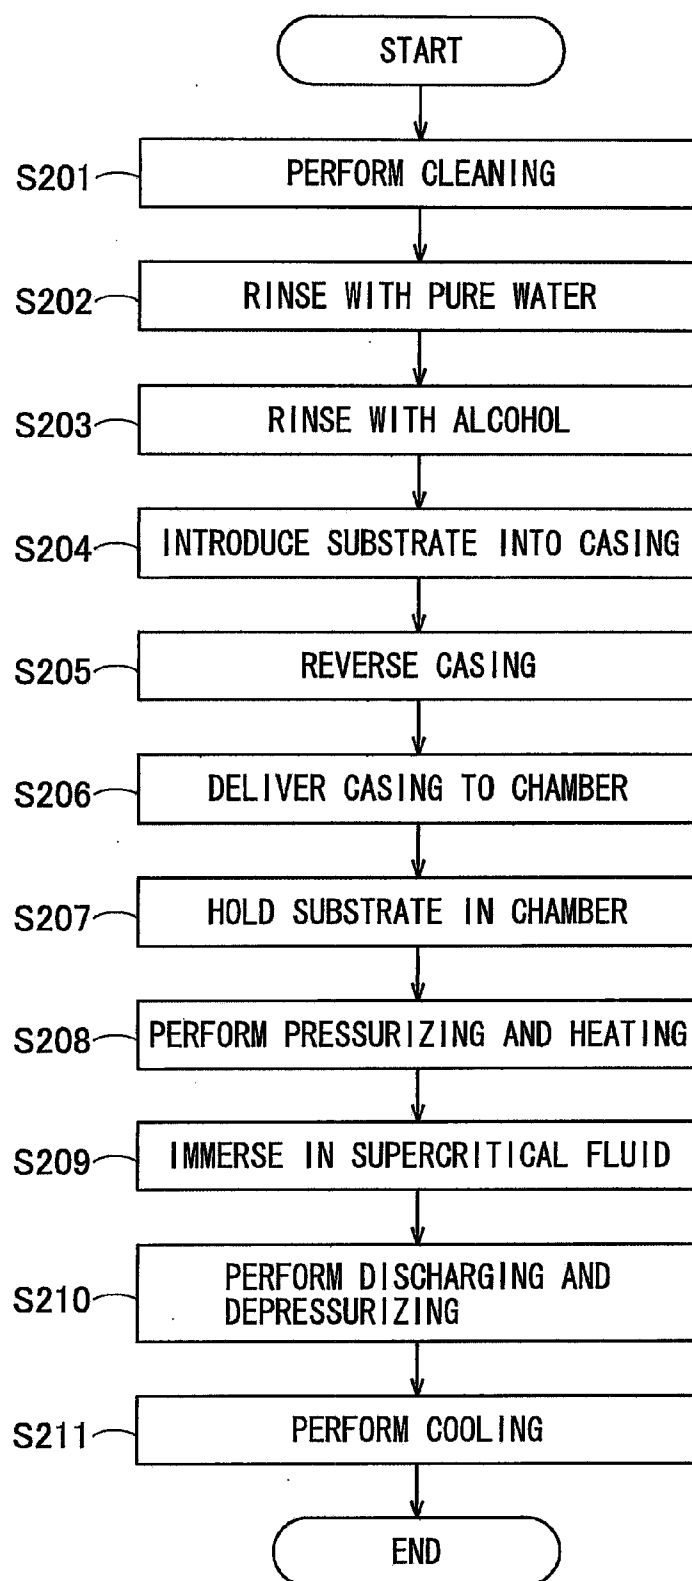 START
S201 PERFORM CLEANING
S202 RINSE WITH PURE WATER
S203 RINSE WITH ALCOHOL
S204 INTRODUCE SUBSTRATE INTO CASING
S205 REVERSE CASING
S206 DELIVER CASING TO CHAMBER
S207 HOLD SUBSTRATE IN CHAMBER
S208 PERFORM PRESSURIZING AND HEATING
S209 IMMERSE IN SUPERCRITICAL FLUID
S210 PERFORM DISCHARGING AND
DEPRESSURIZING
S211 PERFORM COOLING
END